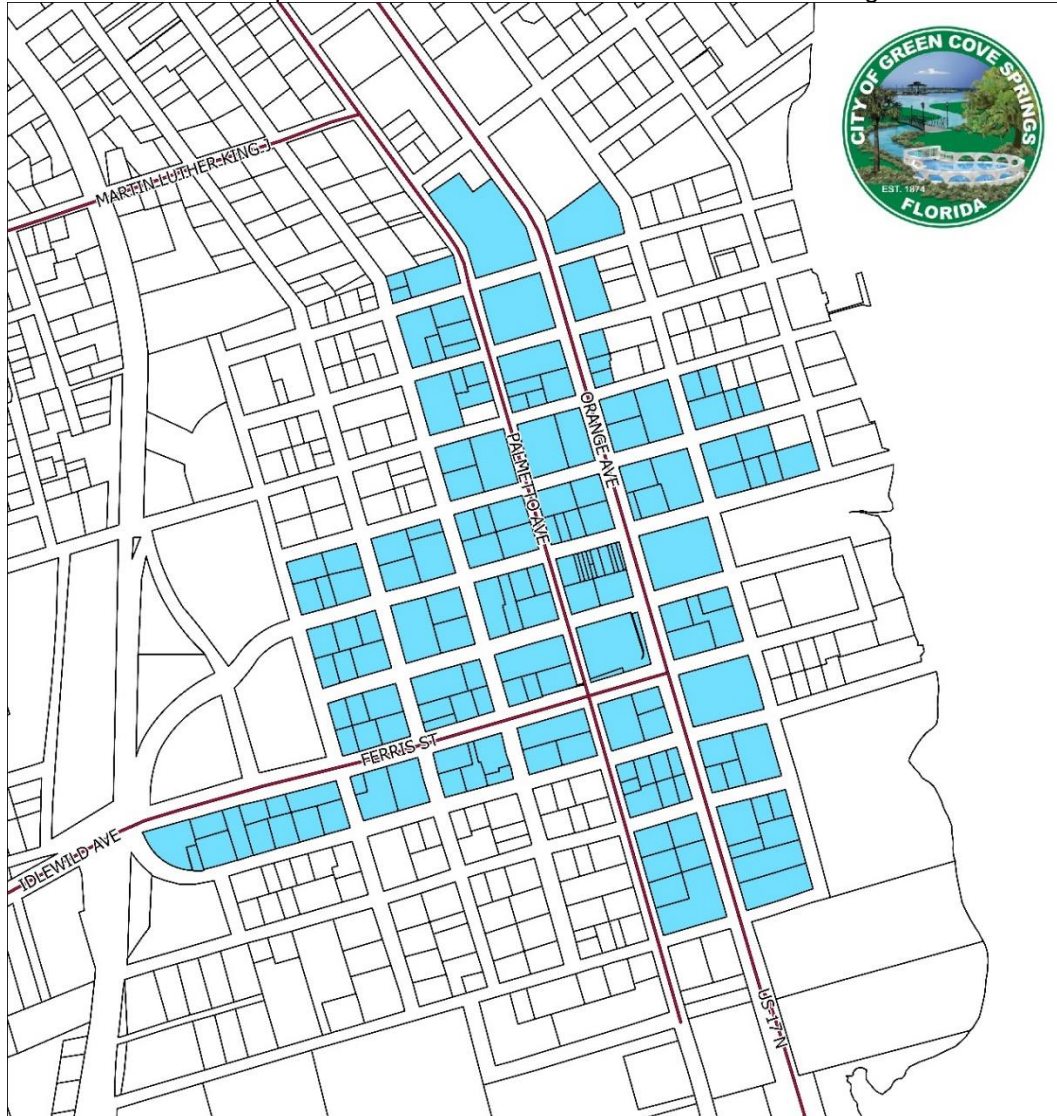 CITY OF GREEN COVE SPRINGS
EST. 1874
FLORIDA
MARTIN LUTHER KING J
ORANGE AVE
PALMETTO AVE
FERRIS ST
IDLEWILD AVE
US-17 N